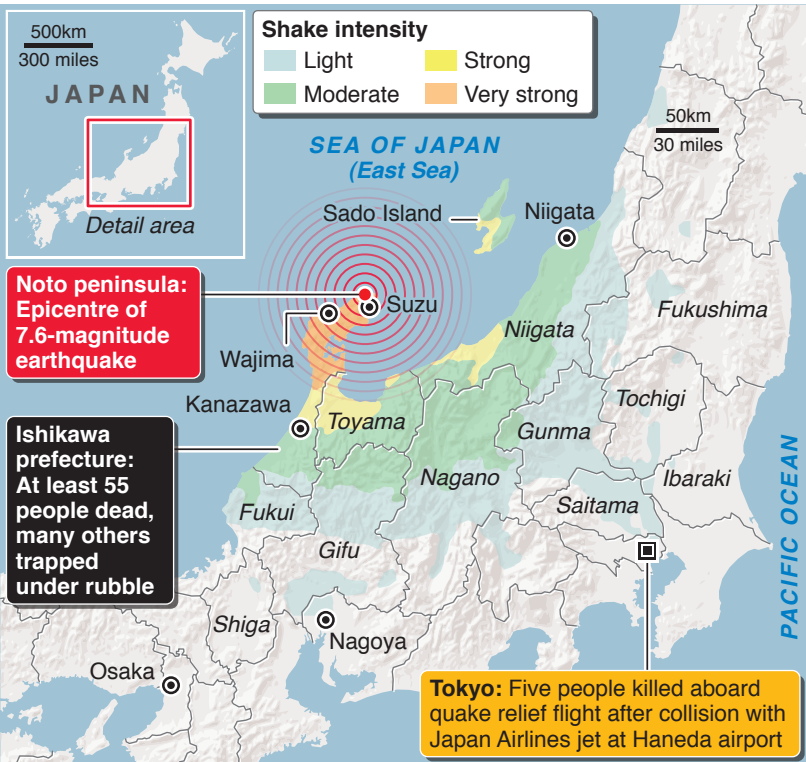 500km
300 miles
JAPAN
Detail area
Shake intensity
Light
Strong
Moderate
Very strong
50km
30 miles
SEA OF JAPAN
(East Sea)
Sado Island
Niigata
Noto peninsula:
Epicentre of
7.6-magnitude
earthquake
Suzu
Wajima
Niigata
Fukushima
Kanazawa
Toyama
Tochigi
Gunma
Ishikawa
prefecture:
At least 55
people dead,
many others
trapped
under rubble
Nagano
Ibaraki
Saitama
Fukui
Gifu
PACIFIC OCEAN
Shiga
Nagoya
Osaka
Tokyo: Five people killed aboard
quake relief flight after collision with
Japan Airlines jet at Haneda airport